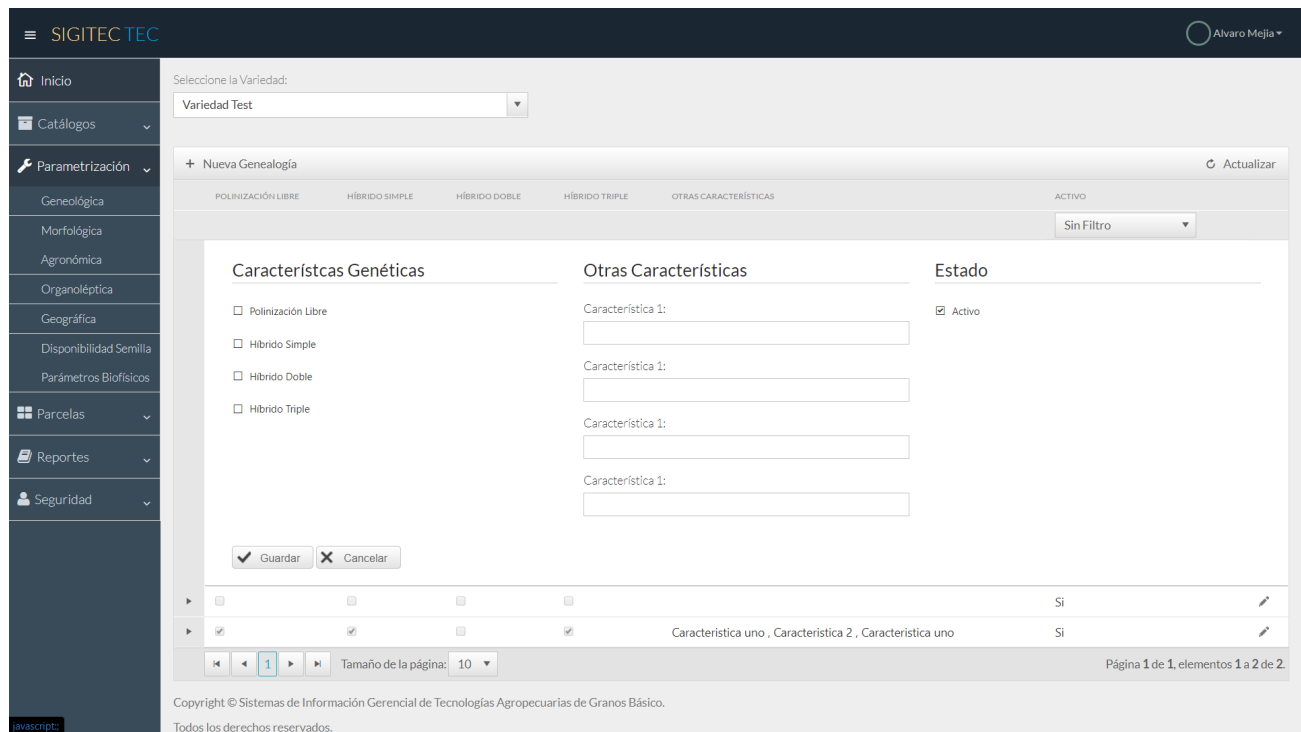 ≡ SIGITEC TEC
Alvaro Mejia
Inicio
Catálogos
Parametrización
Geneológica
Morfológica
Agronómica
Organoléptica
Geográfíca
Disponibilidad Semilla
Parámetros Biofísicos
Parcelas
Reportes
Seguridad
Seleccione la Variedad:
Variedad Test
+ Nueva Genealogía
Actualizar
POLINIZACIÓN LIBRE HÍBRIDO SIMPLE HÍBRIDO DOBLE HÍBRIDO TRIPLE OTRAS CARACTERÍSTICAS ACTIVO
Sin Filtro
Característcas Genéticas
Polinización Libre
Híbrido Simple
Híbrido Doble
Híbrido Triple
Otras Características
Característica 1:
Característica 1:
Característica 1:
Característica 1:
Estado
Activo
Guardar Cancelar
Si
Caracteristica uno , Caracteristica 2 , Caracteristica uno Si
1 Tamaño de la página: 10 Página 1 de 1, elementos 1 a 2 de 2.
Copyright © Sistemas de Información Gerencial de Tecnologías Agropecuarias de Granos Básico.
Todos los derechos reservados.
javascript:;